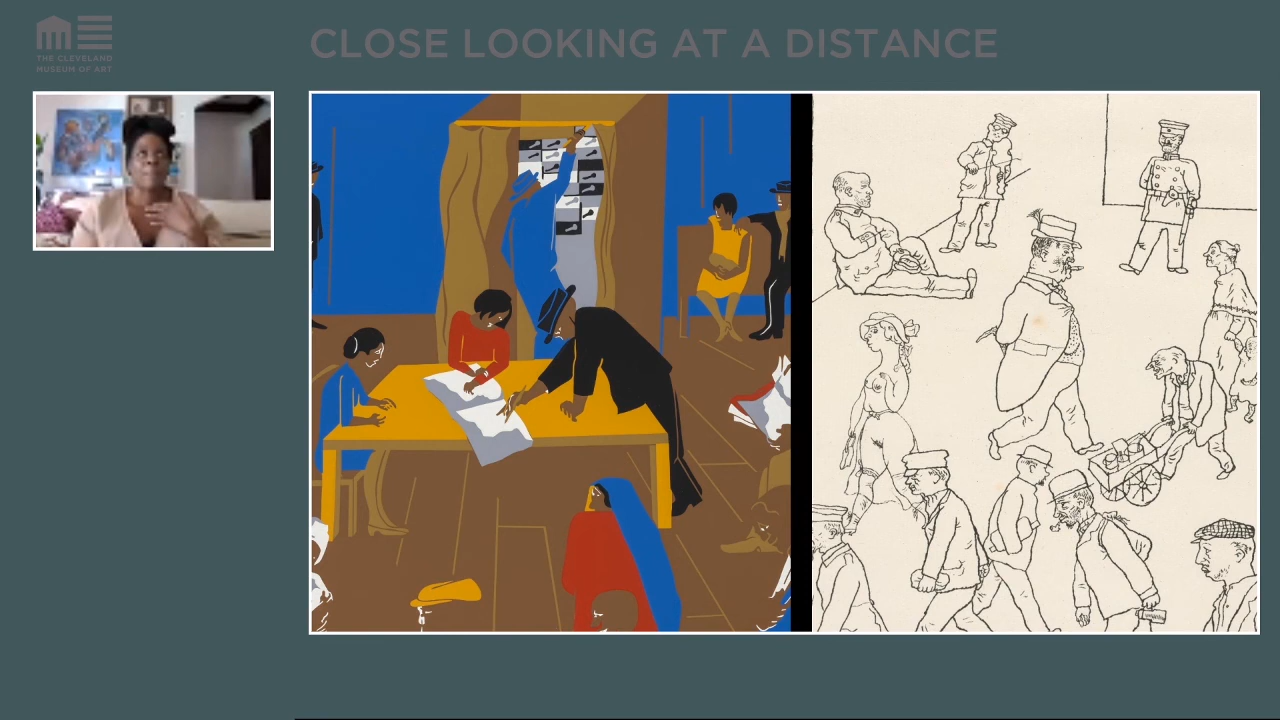 THE CLEVELAND
MUSEUM OF ART
CLOSE LOOKING AT A DISTANCE